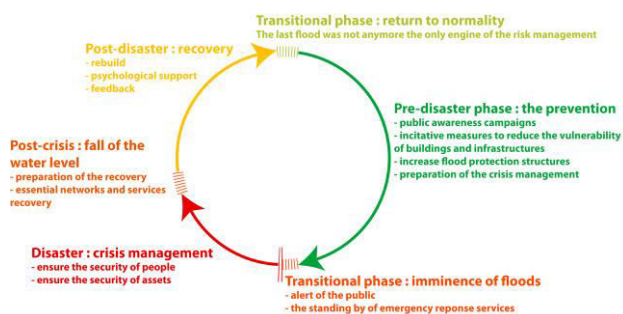 Transitional phase : return to normality
The last flood was not anymore the only engine of the risk management
Post-disaster : recovery
- rebuild
- psychological support
- feedback
Pre-disaster phase : the prevention
- public awareness campaigns
- incitative measures to reduce the vulnerability
of buildings and infrastructures
- increase flood protection structures
- preparation of the crisis management
Post-crisis : fall of the
water level
- preparation of the recovery
- essential networks and services
recovery
Disaster : crisis management
- ensure the security of people
- ensure the security of assets
Transitional phase : imminence of floods
- alert of the public
- the standing by of emergency reponse services